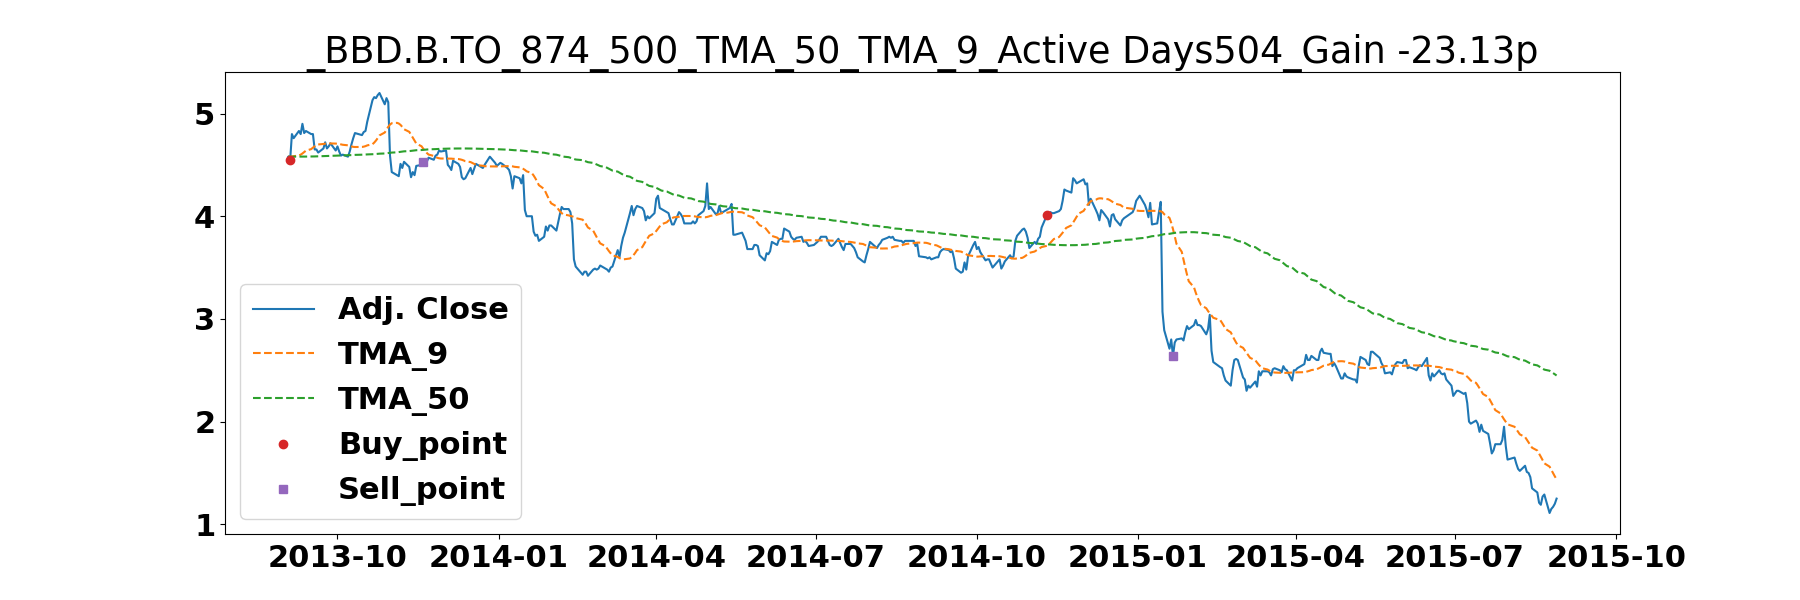 _BBD.B.TO_874_500_TMA_50_TMA_9_Active Days504_Gain -23.13p
5
4
3
2
1
Adj. Close
TMA_9
TMA_50
Buy_point
Sell_point
2013-10 2014-01 2014-04 2014-07 2014-10 2015-01 2015-04 2015-07 2015-10